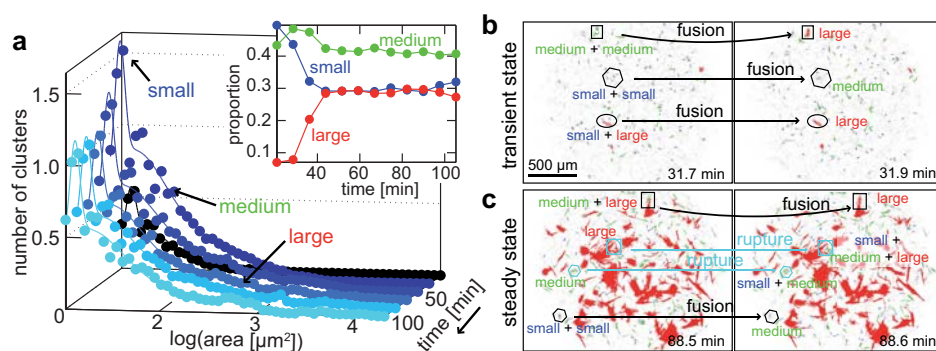 a
number of clusters
1.5
1.0
0.5
0
1
2
3
4
log(area [μm²])
50
100
time [min]
small
medium
large
proportion
0.4
0.3
0.2
0.1
20
40
60
80
100
time [min]
medium
small
large
b
transient state
medium + medium
fusion
large
small + small
fusion
medium
small + large
fusion
large
500 μm
31.7 min
31.9 min
c
steady state
medium + large
fusion
large
large
rupture
small +
medium + large
medium
rupture
small + medium
small + small
fusion
medium
88.5 min
88.6 min